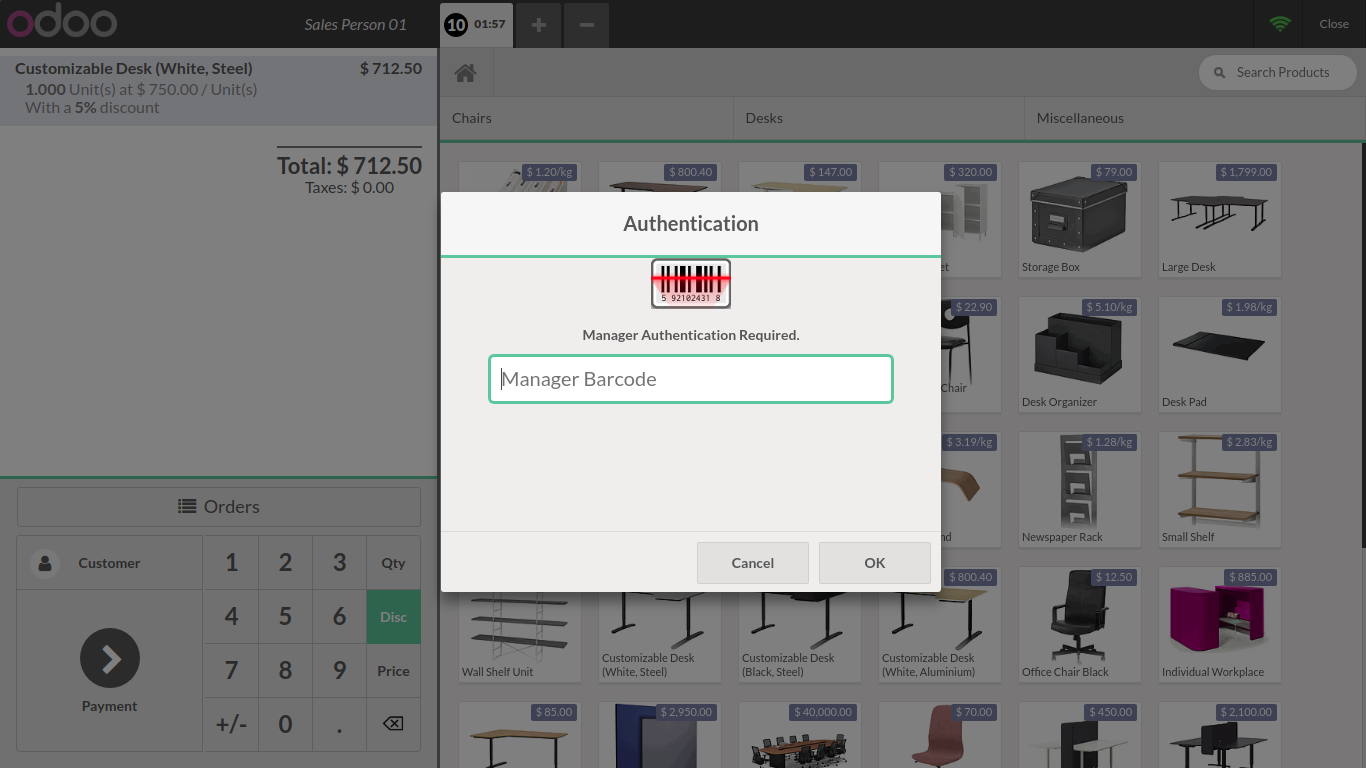 odoo
Sales Person 01
10 01:57
+
−
Close
Customizable Desk (White, Steel) $ 712.50
1.000 Unit(s) at $ 750.00 / Unit(s)
With a 5% discount
Total: $ 712.50
Taxes: $ 0.00
Orders
Customer
1 2 3 Qty
4 5 6 Disc
7 8 9 Price
+/- 0 .
Payment
Search Products
Chairs Desks Miscellaneous
$ 1.20/kg $ 800.40 $ 147.00 $ 320.00 $ 79.00 $ 1,799.00
et Storage Box Large Desk
Authentication
5 92102431 8
Manager Authentication Required.
Manager Barcode
Cancel OK
$ 22.90 $ 5.10/kg $ 1.98/kg
Chair
Desk Organizer Desk Pad
$ 3.19/kg $ 1.28/kg $ 2.83/kg
nd Newspaper Rack Small Shelf
$ 800.40 $ 12.50 $ 885.00
Wall Shelf Unit
Customizable Desk
(White, Steel)
Customizable Desk
(Black, Steel)
Customizable Desk
(White, Aluminium)
Office Chair Black
Individual Workplace
$ 85.00 $ 2,950.00 $ 40,000.00 $ 70.00 $ 450.00 $ 2,100.00